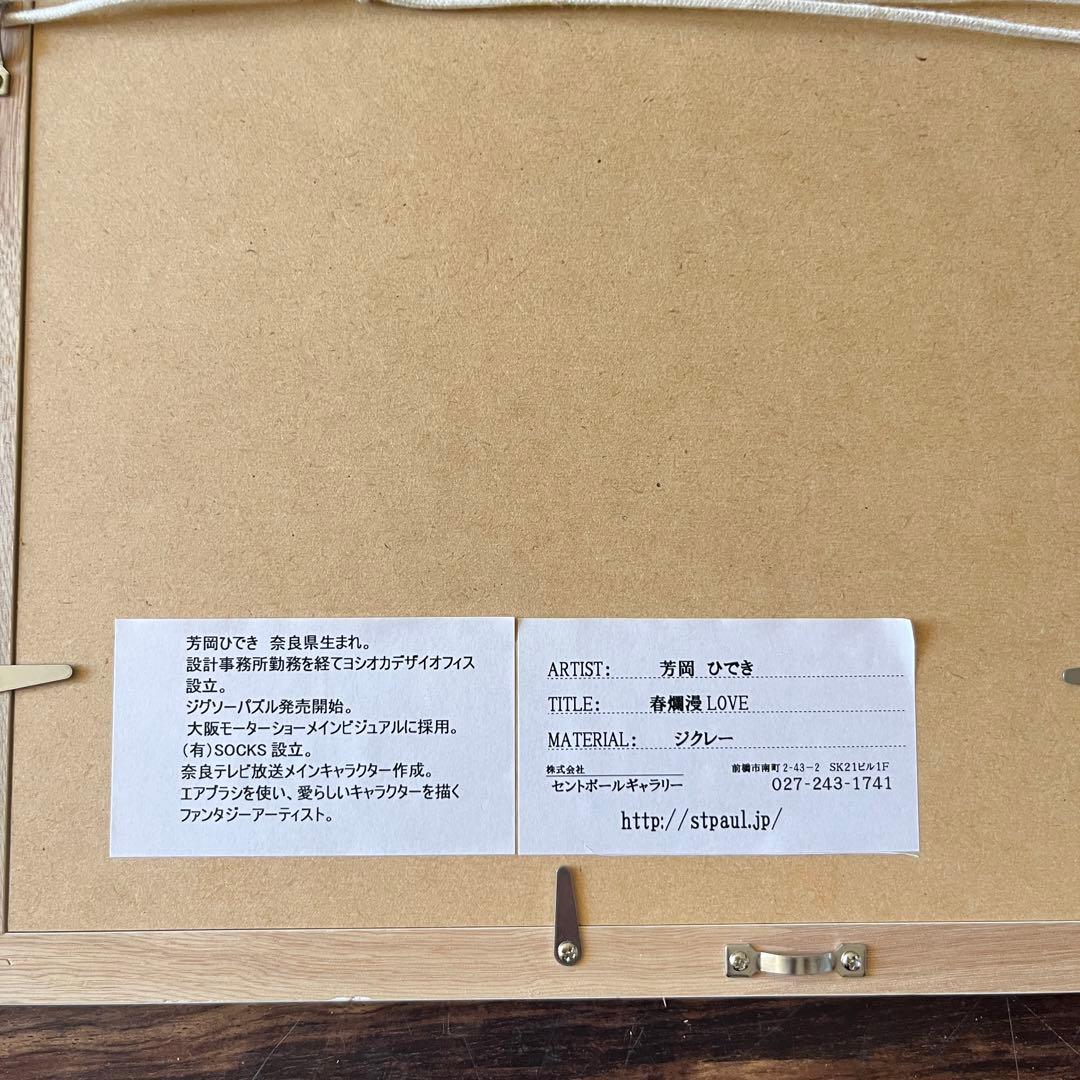 芳岡ひでき 奈良県生まれ。
設計事務所勤務を経てヨシオカデザイオフィス
設立。
ジグソーパズル発売開始。
大阪モーターショーメインビジュアルに採用。
(有)SOCKS 設立。
奈良テレビ放送メインキャラクター作成。
エアブラシを使い、愛らしいキャラクターを描く
ファンタジーアーティスト。
ARTIST: 芳岡 ひでき
TITLE: 春爛漫LOVE
MATERIAL: ジクレー
株式会社
セントポールギャラリー
前橋市南町2-43-2 SK21ビル1F
027-243-1741
http://stpaul.jp/